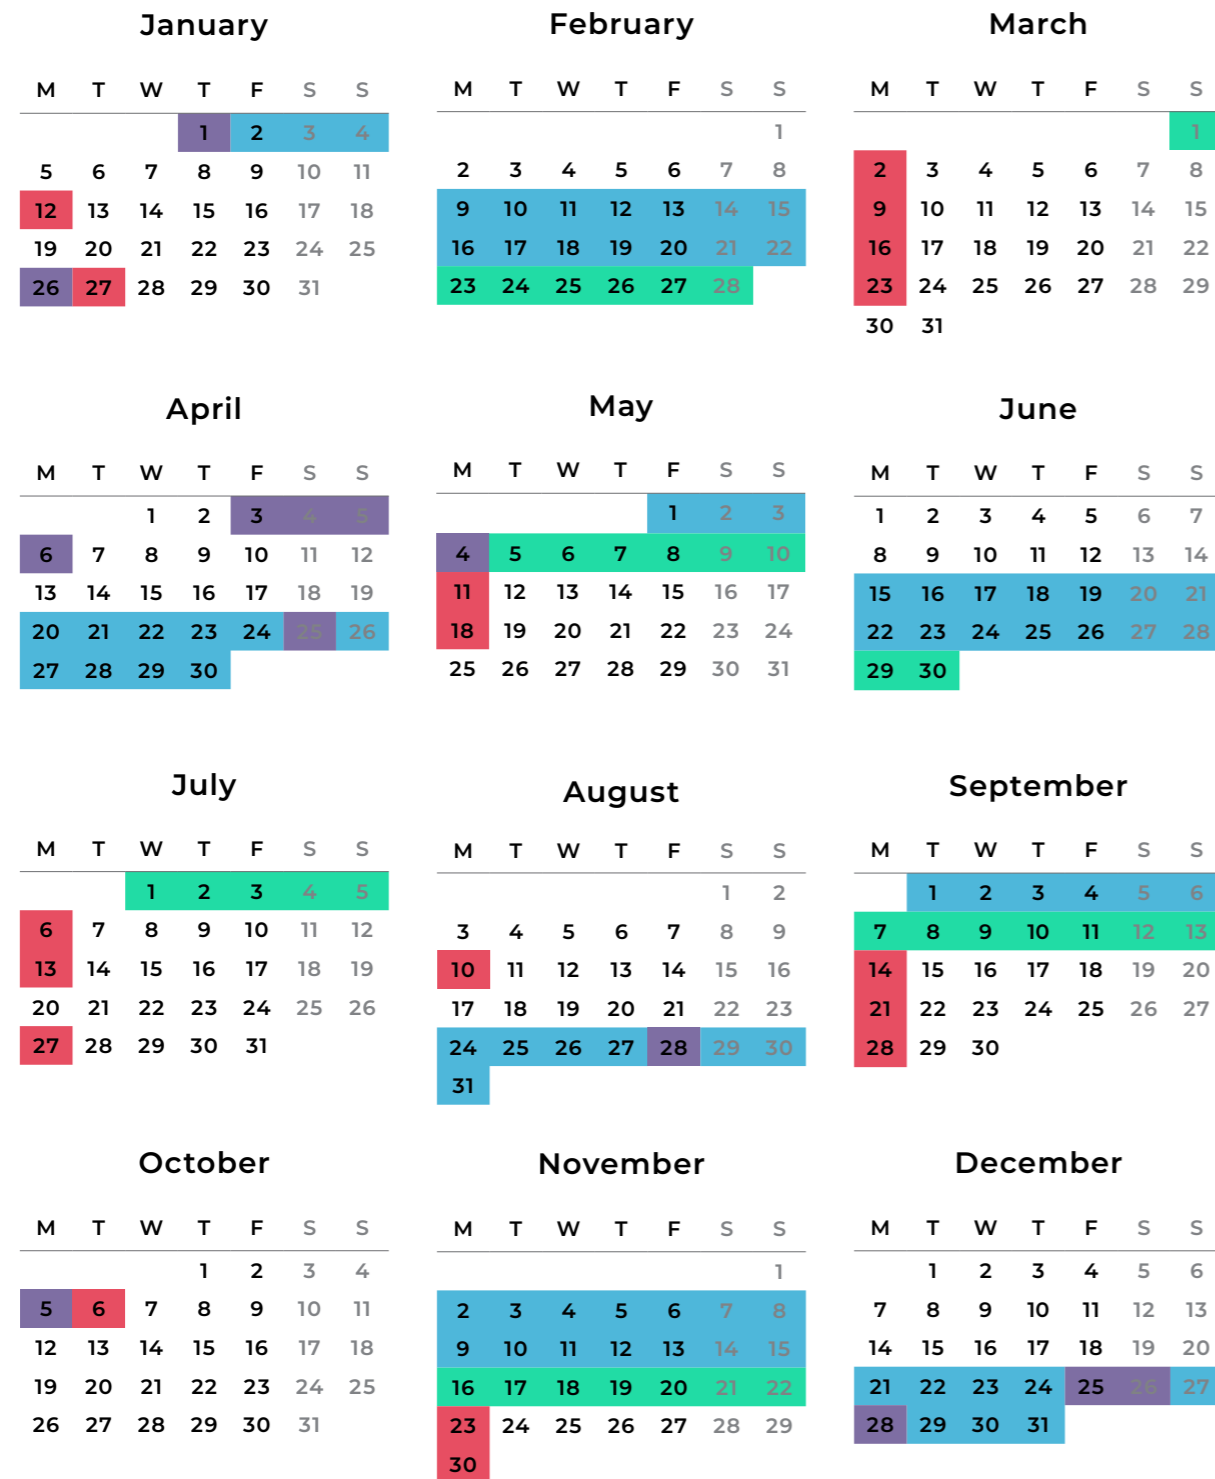 January
M T W T F S S
1 2 3 4
5 6 7 8 9 10 11
12 13 14 15 16 17 18
19 20 21 22 23 24 25
26 27 28 29 30 31
February
M T W T F S S
1
2 3 4 5 6 7 8
9 10 11 12 13 14 15
16 17 18 19 20 21 22
23 24 25 26 27 28
March
M T W T F S S
1
2 3 4 5 6 7 8
9 10 11 12 13 14 15
16 17 18 19 20 21 22
23 24 25 26 27 28 29
30 31
April
M T W T F S S
1 2 3 4 5
6 7 8 9 10 11 12
13 14 15 16 17 18 19
20 21 22 23 24 25 26
27 28 29 30
May
M T W T F S S
1 2 3
4 5 6 7 8 9 10
11 12 13 14 15 16 17
18 19 20 21 22 23 24
25 26 27 28 29 30 31
June
M T W T F S S
1 2 3 4 5 6 7
8 9 10 11 12 13 14
15 16 17 18 19 20 21
22 23 24 25 26 27 28
29 30
July
M T W T F S S
1 2 3 4 5
6 7 8 9 10 11 12
13 14 15 16 17 18 19
20 21 22 23 24 25 26
27 28 29 30 31
August
M T W T F S S
1 2
3 4 5 6 7 8 9
10 11 12 13 14 15 16
17 18 19 20 21 22 23
24 25 26 27 28 29 30
31
September
M T W T F S S
1 2 3 4 5 6
7 8 9 10 11 12 13
14 15 16 17 18 19 20
21 22 23 24 25 26 27
28 29 30
October
M T W T F S S
1 2 3 4
5 6 7 8 9 10 11
12 13 14 15 16 17 18
19 20 21 22 23 24 25
26 27 28 29 30 31
November
M T W T F S S
1
2 3 4 5 6 7 8
9 10 11 12 13 14 15
16 17 18 19 20 21 22
23 24 25 26 27 28 29
30
December
M T W T F S S
1 2 3 4 5 6
7 8 9 10 11 12 13
14 15 16 17 18 19 20
21 22 23 24 25 26 27
28 29 30 31